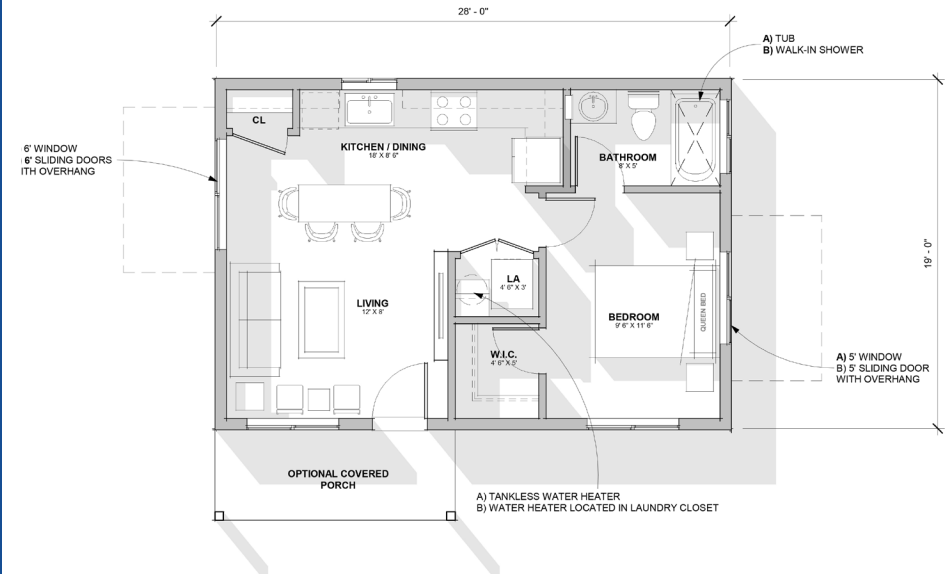 28' - 0"
A) TUB
B) WALK-IN SHOWER
CL
KITCHEN / DINING
18' X 8' 6"
BATHROOM
8' X 5'
6' WINDOW
6' SLIDING DOORS
ITH OVERHANG
19' - 0"
LA
4' 6" X 3'
LIVING
12' X 8'
BEDROOM
9' 6" X 11' 6"
QUEEN BED
W.I.C.
4' 6" X 5'
A) 5' WINDOW
B) 5' SLIDING DOOR
WITH OVERHANG
OPTIONAL COVERED
PORCH
A) TANKLESS WATER HEATER
B) WATER HEATER LOCATED IN LAUNDRY CLOSET